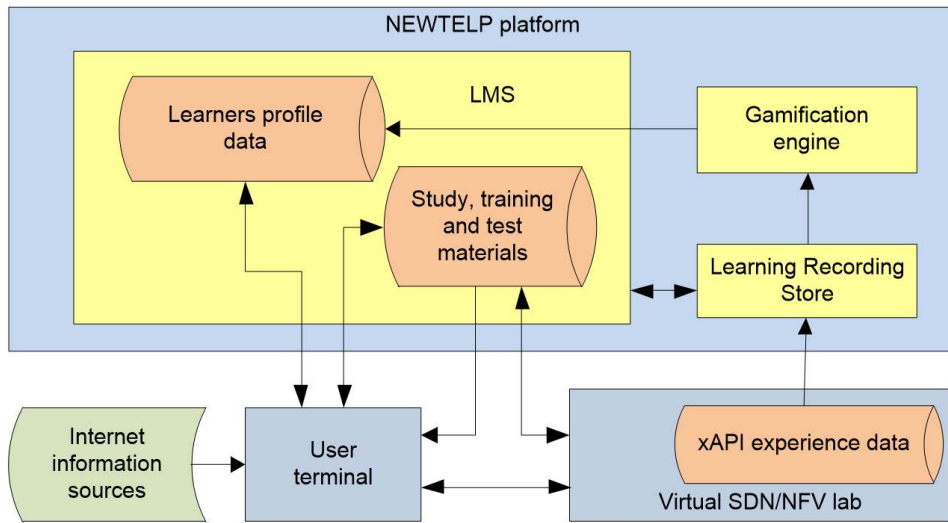 NEWTELP platform
LMS
Learners profile
data
Gamification
engine
Study, training
and test
materials
Learning Recording
Store
Internet
information
sources
User
terminal
xAPI experience data
Virtual SDN/NFV lab